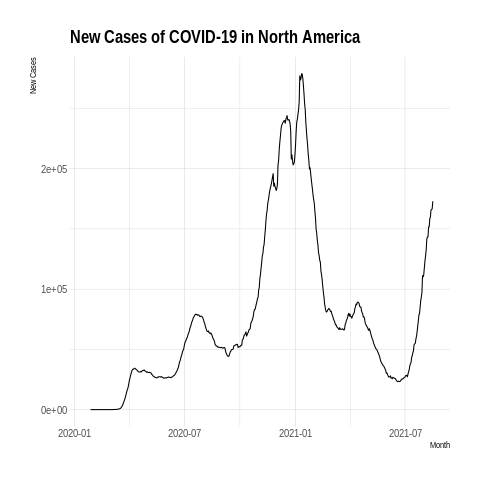 New Cases of COVID-19 in North America
New Cases
2e+05
1e+05
0e+00
2020-01 2020-07 2021-01 2021-07
Month